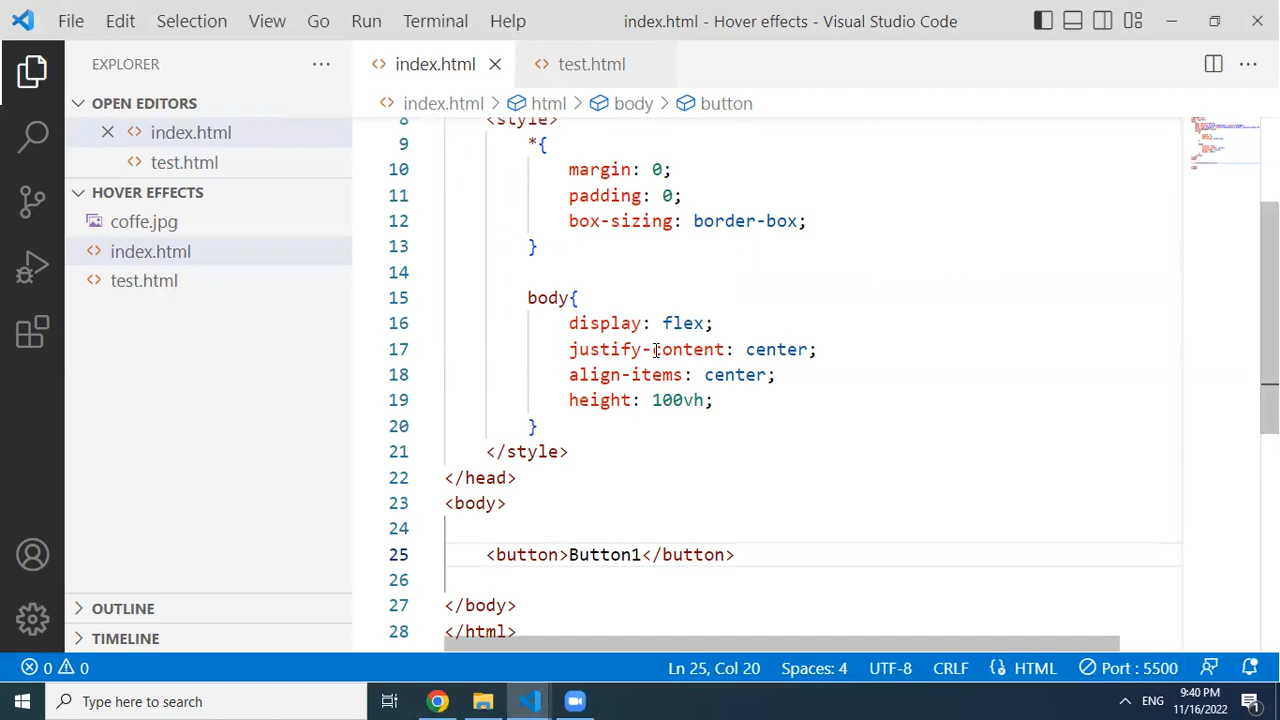 File Edit Selection View Go Run Terminal Help index.html - Hover effects - Visual Studio Code
EXPLORER
OPEN EDITORS
index.html
test.html
HOVER EFFECTS
coffe.jpg
index.html
test.html
OUTLINE
TIMELINE
index.html test.html
index.html > html > body > button
8 <style>
9 *{
10 margin: 0;
11 padding: 0;
12 box-sizing: border-box;
13 }
14
15 body{
16 display: flex;
17 justify-content: center;
18 align-items: center;
19 height: 100vh;
20 }
21 </style>
22 </head>
23 <body>
24
25 <button>Button1</button>
26
27 </body>
28 </html>
0 0 Ln 25, Col 20 Spaces: 4 UTF-8 CRLF HTML Port : 5500
Type here to search ENG 9:40 PM
11/16/2022 1